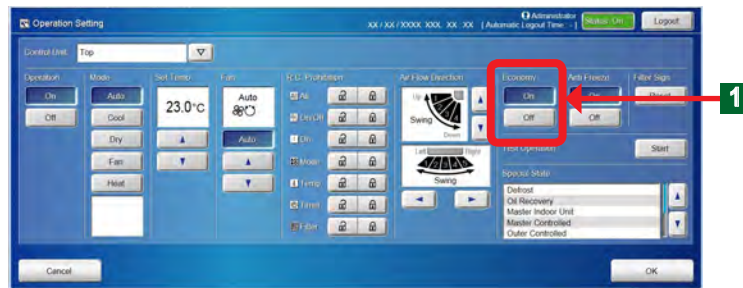 Operation Setting
XX / XX / XXXX XXX, XX : XX ( Automatic Logout Time: - )
Administrator
Status: On
Logout
Control Unit: Top
Operation
Mode
Set Temp.
Fan
R.C. Prohibition
Air Flow Direction
Economy
Anti Freeze
Filter Sign
On
Off
Auto
Cool
Dry
Fan
Heat
23.0°C
Auto
Auto
All
On/Off
On
Mode
Temp.
Timer
Filter
Up
Swing
Down
Left
Right
Swing
On
Off
On
Off
Reset
1
Test Operation
Start
Special State
Defrost
Oil Recovery
Master Indoor Unit
Master Controlled
Outer Controlled
Cancel
OK